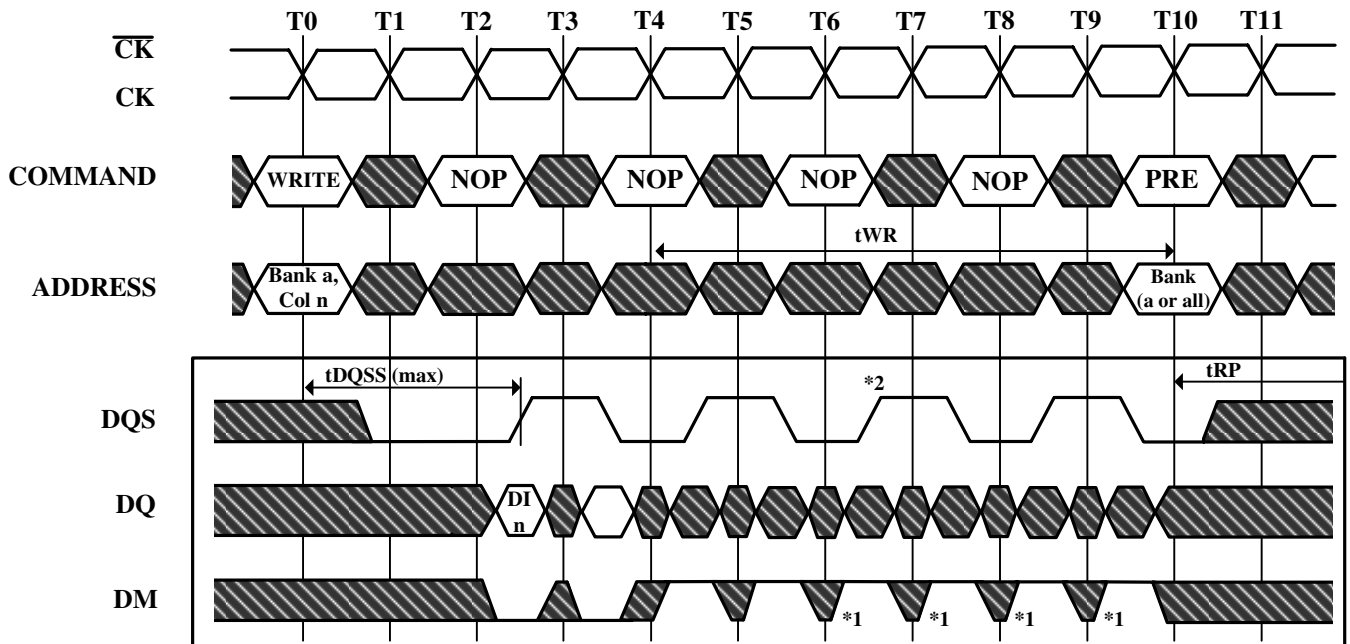 T0 T1 T2 T3 T4 T5 T6 T7 T8 T9 T10 T11
CK
CK
COMMAND WRITE NOP NOP NOP NOP PRE
tWR
ADDRESS Bank a, Col n Bank (a or all)
tDQSS (max) *2 tRP
DQS
DQ DI n
DM *1 *1 *1 *1